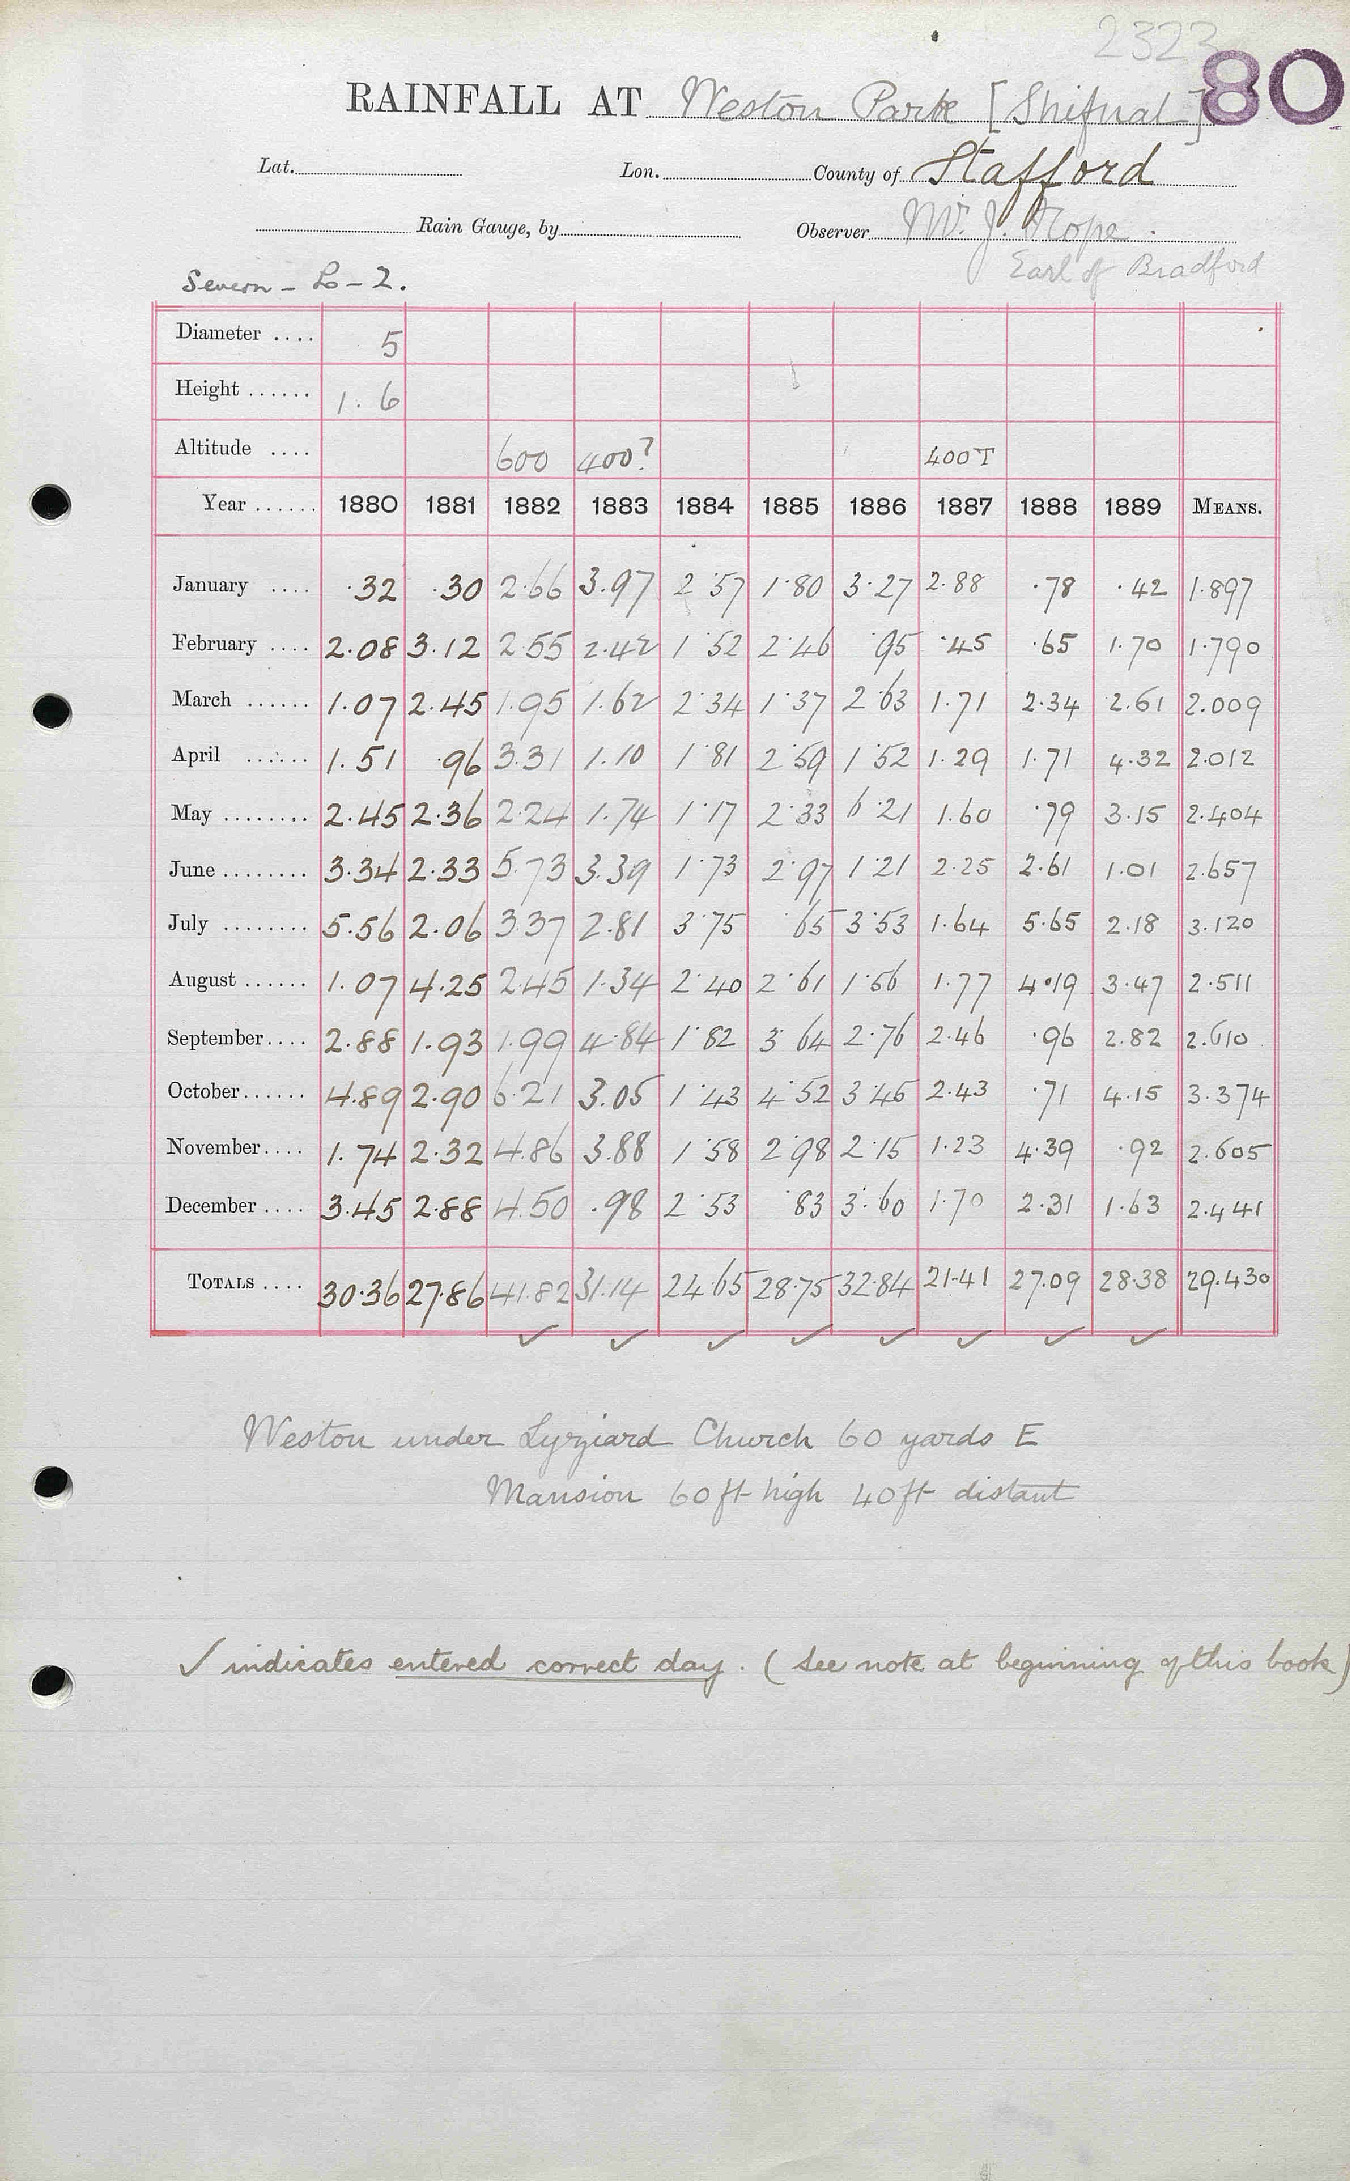 2323
80
RAINFALL AT Weston Park [Shifnal]
Lat. Lon. County of Stafford
Rain Gauge, by Observer Mr. J. Hope.
Earl of Bradford
Severn – Lo – 2.
Diameter .... 5
Height ...... 1. 6
Altitude .... 600 400? 400T
Year ...... 1880 1881 1882 1883 1884 1885 1886 1887 1888 1889 MEANS.
January .... ·32 ·30 2·66 3.97 2·57 1·80 3·27 2·88 ·78 ·42 1·897
February .... 2·08 3·12 2·55 2·42 1·52 2·46 ·95 ·45 ·65 1·70 1·790
March ...... 1·07 2·45 1·95 1·62 2·34 1·37 2·63 1·71 2·34 2·61 2·009
April ...... 1·51 ·96 3·31 1·10 1·81 2·59 1·52 1·29 1·71 4·32 2·012
May ........ 2·45 2·36 2·24 1·74 1·17 2·33 6·21 1·60 ·79 3·15 2·404
June ........ 3·34 2·33 5·73 3·39 1·73 2·97 1·21 2·25 2·61 1·01 2·657
July ........ 5·56 2·06 3·37 2·81 3·75 ·65 3·53 1·64 5·65 2·18 3·120
August ...... 1·07 4·25 2·45 1·34 2·40 2·61 1·56 1·77 4·19 3·47 2·511
September .... 2·88 1·93 1·99 4·84 1·82 3·64 2·76 2·46 ·96 2·82 2·610
October ...... 4·89 2·90 6·21 3·05 1·43 4·52 3·45 2·43 ·71 4·15 3·374
November .... 1·74 2·32 4·86 3·88 1·58 2·98 2·15 1·23 4·39 ·92 2·605
December .... 3·45 2·88 4·50 ·98 2·53 ·83 3·60 1·70 2·31 1·63 2·441
TOTALS .... 30·36 27·86 41·82 31·14 24·65 28·75 32·84 21·41 27·09 28·38 29·430
✓ ✓ ✓ ✓ ✓ ✓ ✓ ✓
Weston under Lyziard Church 60 yards E
Mansion 60ft high 40ft distant
✓ indicates entered correct day. (See note at beginning of this book)